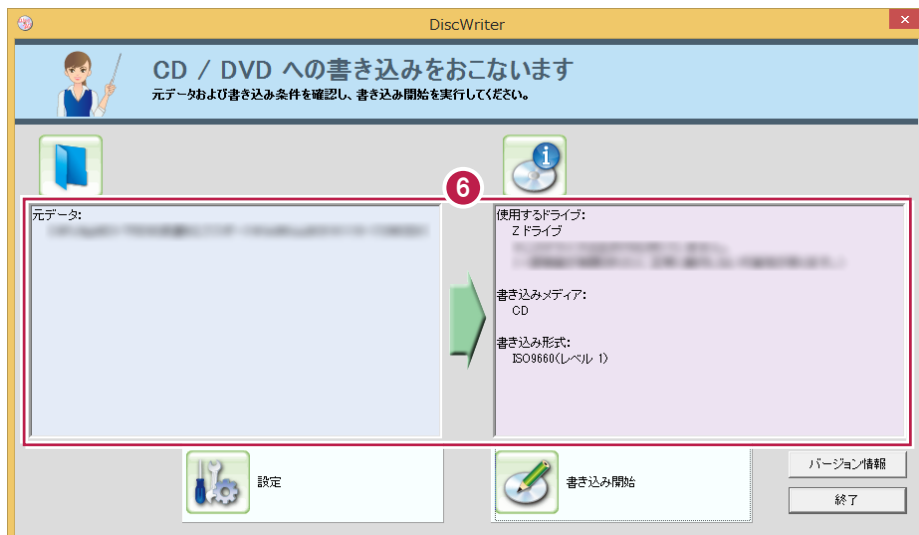 DiscWriter
CD / DVD への書き込みをおこないます
元データおよび書き込み条件を確認し、書き込み開始を実行してください。
6
元データ:
使用するドライブ:
Z ドライブ
書き込みメディア:
CD
書き込み形式:
ISO9660(レベル 1)
設定
書き込み開始
バージョン情報
終了